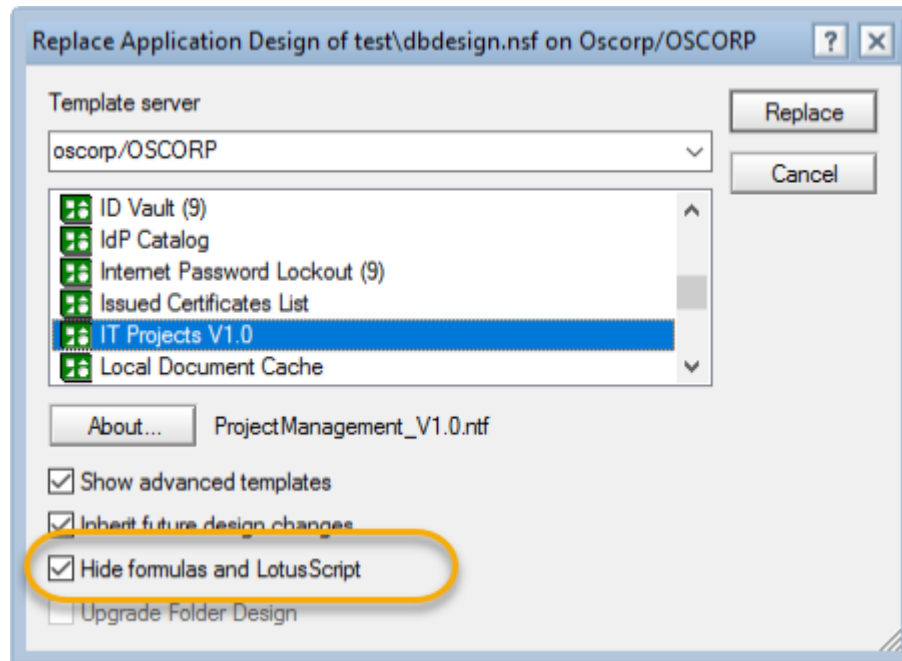 Replace Application Design of test\dbdesign.nsf on Oscorp/OSCORP
Template server
Replace
oscorp/OSCORP
Cancel
ID Vault (9)
IdP Catalog
Internet Password Lockout (9)
Issued Certificates List
IT Projects V1.0
Local Document Cache
About...
ProjectManagement_V1.0.ntf
Show advanced templates
Inherit future design changes
Hide formulas and LotusScript
Upgrade Folder Design